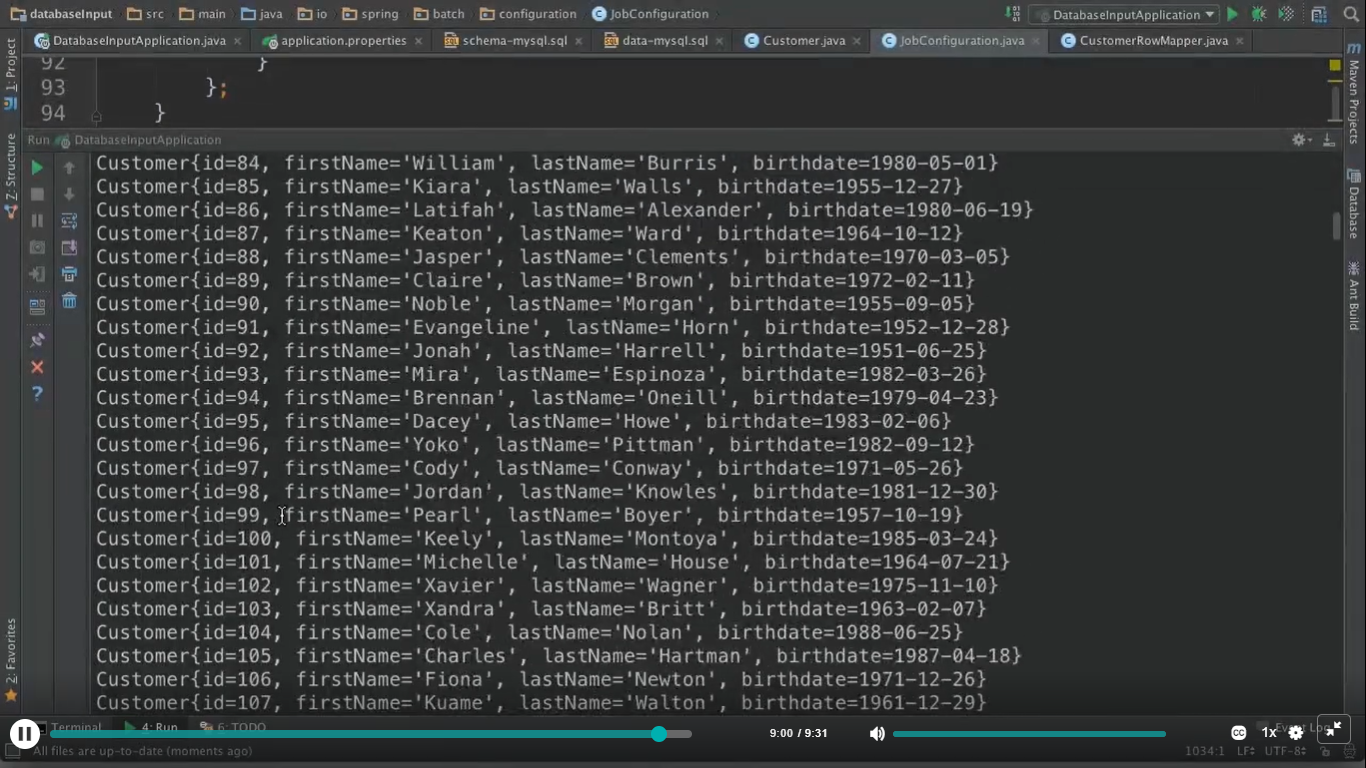 databaseInput src main java io spring batch configuration JobConfiguration DatabaseInputApplication
DatabaseInputApplication.java application.properties schema-mysql.sql data-mysql.sql Customer.java JobConfiguration.java CustomerRowMapper.java
1: Project
Z: Structure
2: Favorites
Maven Projects
Database
Ant Build
92 }
93 };
94 }
Run DatabaseInputApplication
Customer{id=84, firstName='William', lastName='Burris', birthdate=1980-05-01}
Customer{id=85, firstName='Kiara', lastName='Walls', birthdate=1955-12-27}
Customer{id=86, firstName='Latifah', lastName='Alexander', birthdate=1980-06-19}
Customer{id=87, firstName='Keaton', lastName='Ward', birthdate=1964-10-12}
Customer{id=88, firstName='Jasper', lastName='Clements', birthdate=1970-03-05}
Customer{id=89, firstName='Claire', lastName='Brown', birthdate=1972-02-11}
Customer{id=90, firstName='Noble', lastName='Morgan', birthdate=1955-09-05}
Customer{id=91, firstName='Evangeline', lastName='Horn', birthdate=1952-12-28}
Customer{id=92, firstName='Jonah', lastName='Harrell', birthdate=1951-06-25}
Customer{id=93, firstName='Mira', lastName='Espinoza', birthdate=1982-03-26}
Customer{id=94, firstName='Brennan', lastName='Oneill', birthdate=1979-04-23}
Customer{id=95, firstName='Dacey', lastName='Howe', birthdate=1983-02-06}
Customer{id=96, firstName='Yoko', lastName='Pittman', birthdate=1982-09-12}
Customer{id=97, firstName='Cody', lastName='Conway', birthdate=1971-05-26}
Customer{id=98, firstName='Jordan', lastName='Knowles', birthdate=1981-12-30}
Customer{id=99, firstName='Pearl', lastName='Boyer', birthdate=1957-10-19}
Customer{id=100, firstName='Keely', lastName='Montoya', birthdate=1985-03-24}
Customer{id=101, firstName='Michelle', lastName='House', birthdate=1964-07-21}
Customer{id=102, firstName='Xavier', lastName='Wagner', birthdate=1975-11-10}
Customer{id=103, firstName='Xandra', lastName='Britt', birthdate=1963-02-07}
Customer{id=104, firstName='Cole', lastName='Nolan', birthdate=1988-06-25}
Customer{id=105, firstName='Charles', lastName='Hartman', birthdate=1987-04-18}
Customer{id=106, firstName='Fiona', lastName='Newton', birthdate=1971-12-26}
Customer{id=107, firstName='Kuame', lastName='Walton', birthdate=1961-12-29}
Terminal 4: Run 6: TODO Event Log
9:00 / 9:31 CC 1x
All files are up-to-date (moments ago) 1034:1 LF UTF-8